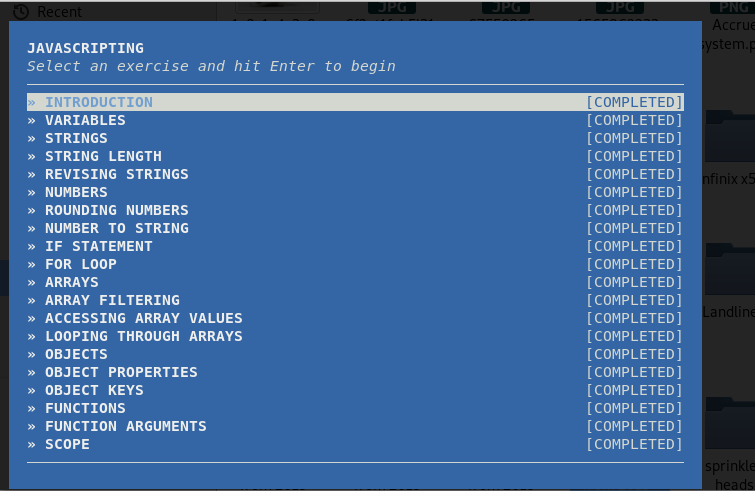 Recent
JPG
JPG
JPG
PNG
Accrue
system.p
JAVASCRIPTING
Select an exercise and hit Enter to begin
» INTRODUCTION [COMPLETED]
» VARIABLES [COMPLETED]
» STRINGS [COMPLETED]
» STRING LENGTH [COMPLETED]
» REVISING STRINGS [COMPLETED]
» NUMBERS [COMPLETED]
» ROUNDING NUMBERS [COMPLETED]
» NUMBER TO STRING [COMPLETED]
» IF STATEMENT [COMPLETED]
» FOR LOOP [COMPLETED]
» ARRAYS [COMPLETED]
» ARRAY FILTERING [COMPLETED]
» ACCESSING ARRAY VALUES [COMPLETED]
» LOOPING THROUGH ARRAYS [COMPLETED]
» OBJECTS [COMPLETED]
» OBJECT PROPERTIES [COMPLETED]
» OBJECT KEYS [COMPLETED]
» FUNCTIONS [COMPLETED]
» FUNCTION ARGUMENTS [COMPLETED]
» SCOPE [COMPLETED]
nfinix x5
Landline
sprinkle
heads